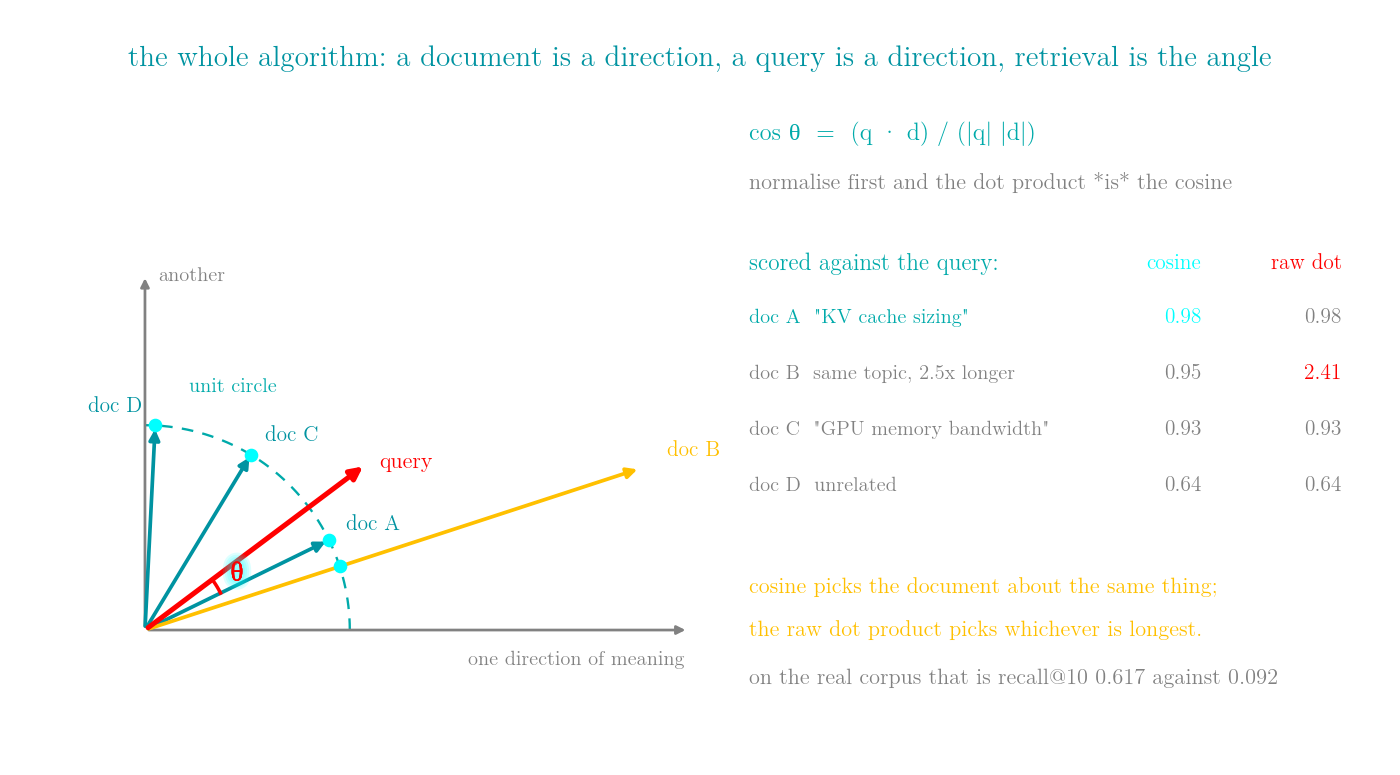 the whole algorithm: a document is a direction, a query is a direction, retrieval is the angle
cos θ = (q · d) / (|q| |d|)
normalise first and the dot product *is* the cosine
scored against the query: cosine raw dot
doc A "KV cache sizing" 0.98 0.98
doc B same topic, 2.5x longer 0.95 2.41
doc C "GPU memory bandwidth" 0.93 0.93
doc D unrelated 0.64 0.64
cosine picks the document about the same thing;
the raw dot product picks whichever is longest.
on the real corpus that is recall@10 0.617 against 0.092
another
unit circle
doc D
doc C
doc B
query
doc A
θ
one direction of meaning